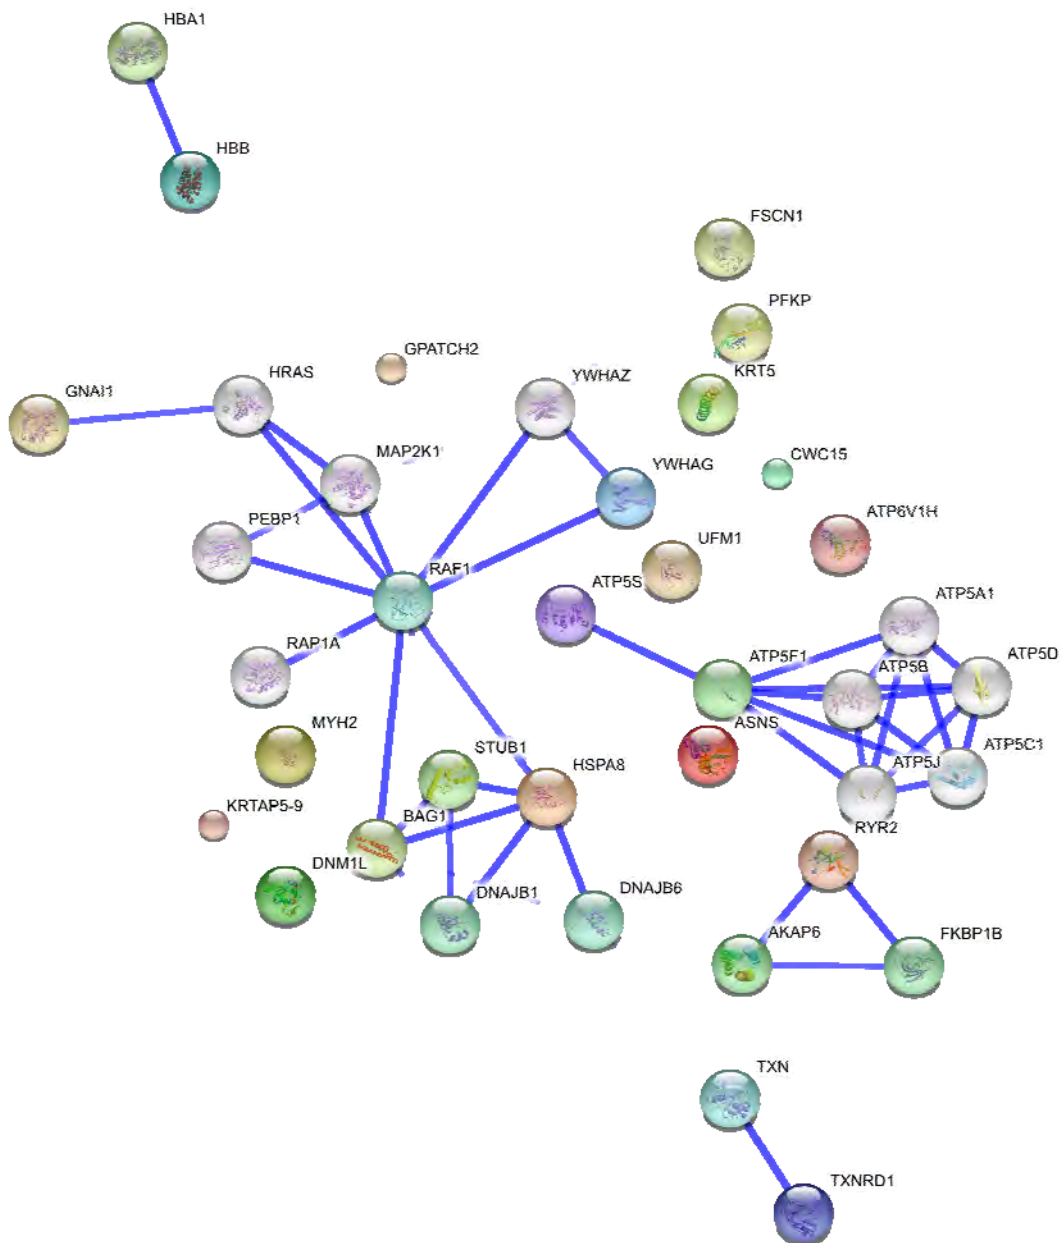 HBA1
HBB
FSCN1
PFKP
GPATCH2
HRAS
YWHAZ
KRT5
GNAI1
MAP2K1
YWHAG
CWC15
PEBP1
ATP6V1H
UFM1
RAF1
ATP5S
ATP5A1
RAP1A
ATP5F1
ATP5B
ATP5D
MYH2
ASNS
STUB1
HSPA8
ATP5J
ATP5C1
KRTAP5-9
BAG1
RYR2
DNM1L
DNAJB1
DNAJB6
AKAP6
FKBP1B
TXN
TXNRD1